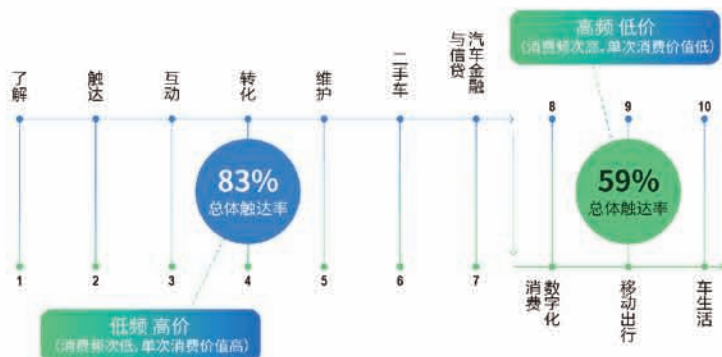 高频 低价
(消费频次高,单次消费价值低)
了解
触达
互动
转化
维护
二手车
汽车金融
与信贷
8
9
10
83%
总体触达率
59%
总体触达率
1
2
3
4
5
6
7
数字化
消费
移动出行
车生活
低频 高价
(消费频次低,单次消费价值高)